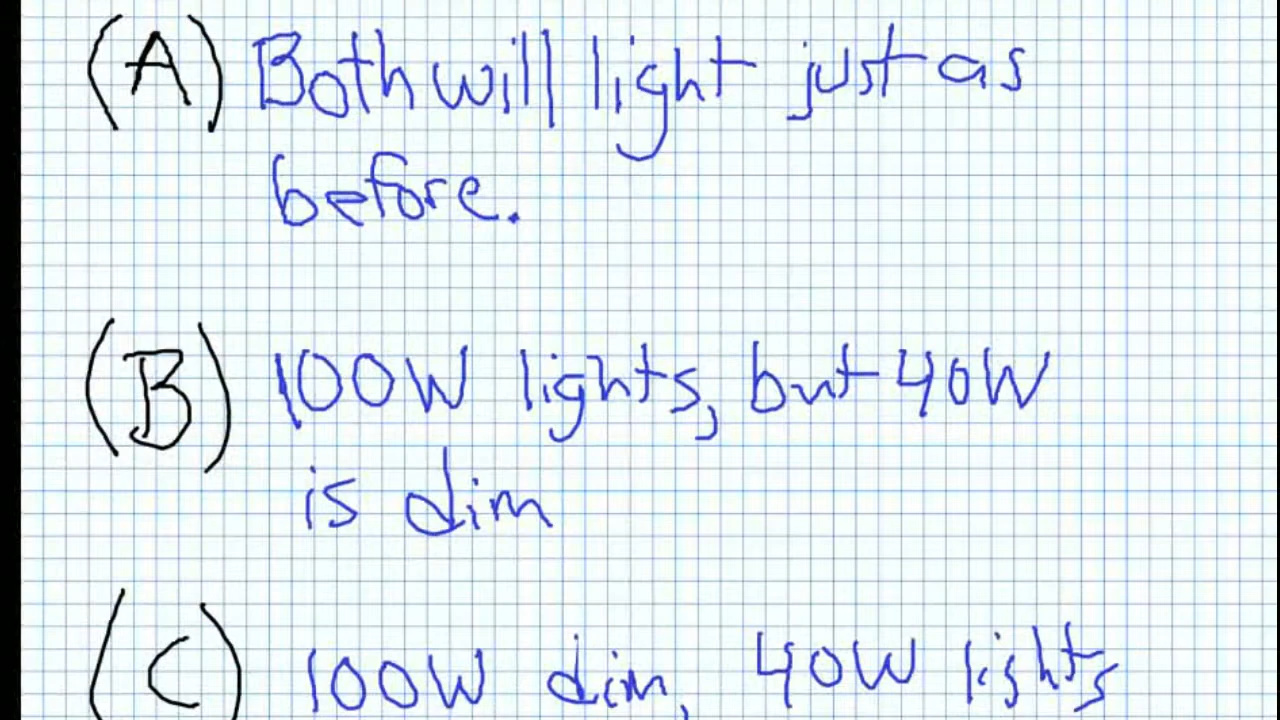 (A) Both will light just as
before.
(B) 100W lights, but 40W
is dim
(C) 100W dim, 40W lights